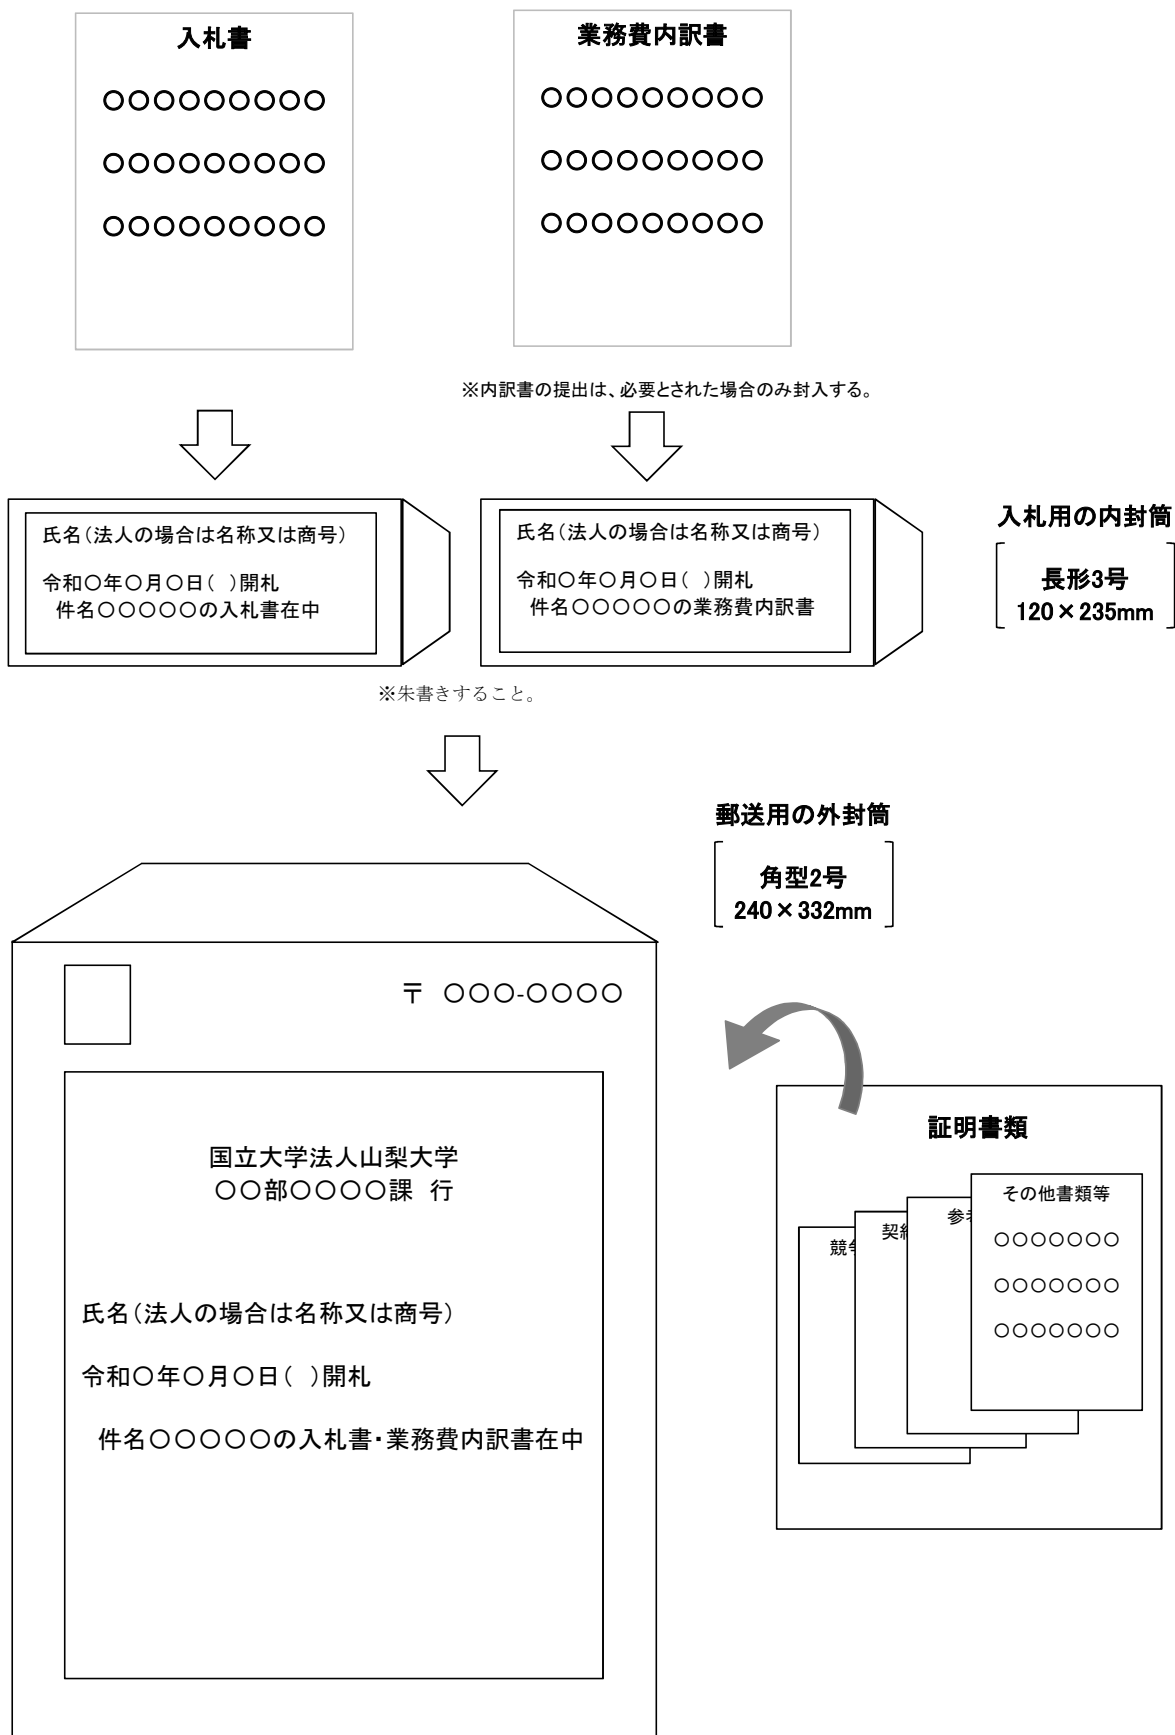 入札書
〇〇〇〇〇〇〇〇〇
〇〇〇〇〇〇〇〇〇
〇〇〇〇〇〇〇〇〇
業務費内訳書
〇〇〇〇〇〇〇〇〇
〇〇〇〇〇〇〇〇〇
〇〇〇〇〇〇〇〇〇
※内訳書の提出は、必要とされた場合のみ封入する。
氏名(法人の場合は名称又は商号)
令和〇年〇月〇日( )開札
件名〇〇〇〇〇の入札書在中
氏名(法人の場合は名称又は商号)
令和〇年〇月〇日( )開札
件名〇〇〇〇〇の業務費内訳書
入札用の内封筒
長形3号
120×235mm
※朱書きすること。
郵送用の外封筒
角型2号
240×332mm
〒 〇〇〇-〇〇〇〇
国立大学法人山梨大学
〇〇部〇〇〇〇課 行
氏名(法人の場合は名称又は商号)
令和〇年〇月〇日( )開札
件名〇〇〇〇〇の入札書・業務費内訳書在中
証明書類
競
契
参
その他書類等
〇〇〇〇〇〇〇
〇〇〇〇〇〇〇
〇〇〇〇〇〇〇